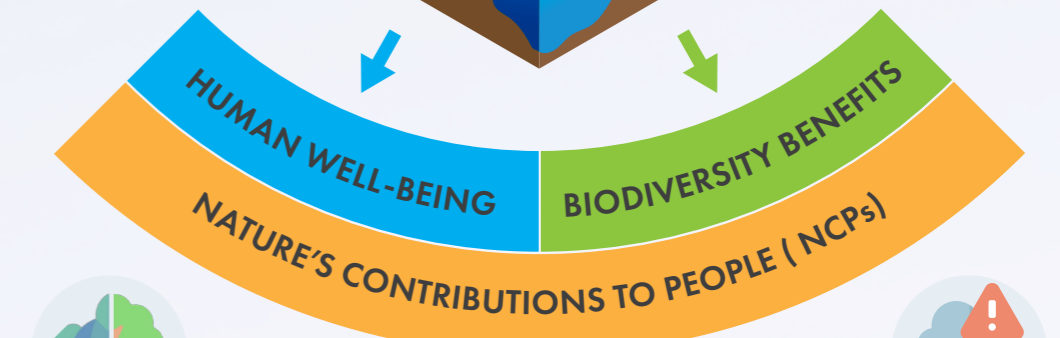 HUMAN WELL-BEING
BIODIVERSITY BENEFITS
NATURE'S CONTRIBUTIONS TO PEOPLE ( NCPs)